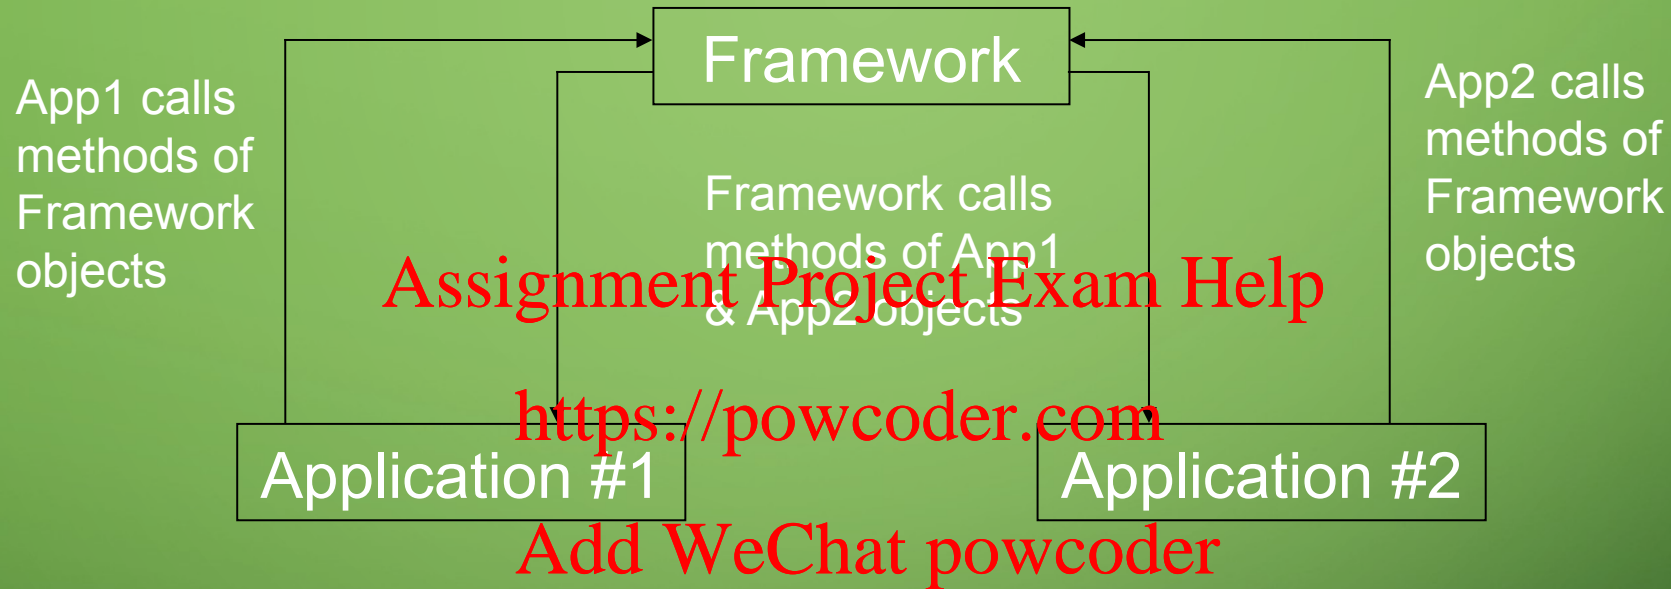 Framework
App1 calls
methods of
Framework
objects
Framework calls
methods of App1
& App2 objects
App2 calls
methods of
Framework
objects
Assignment Project Exam Help
https://powcoder.com
Application #1
Application #2
Add WeChat powcoder